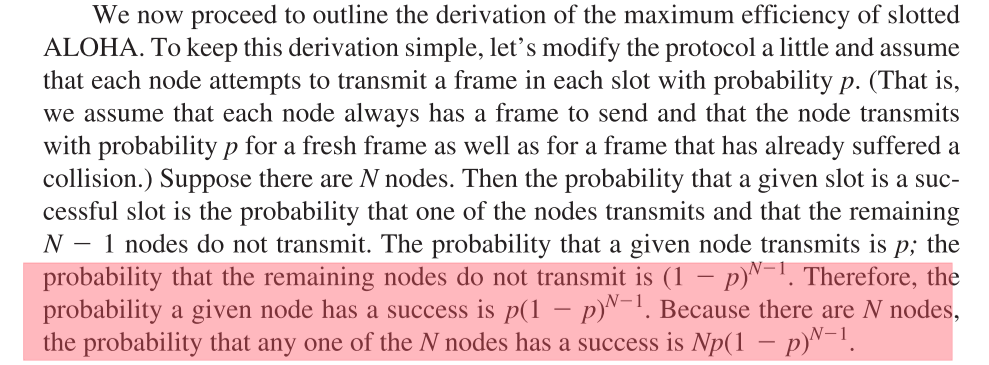 We now proceed to outline the derivation of the maximum efficiency of slotted
ALOHA. To keep this derivation simple, let’s modify the protocol a little and assume
that each node attempts to transmit a frame in each slot with probability p. (That is,
we assume that each node always has a frame to send and that the node transmits
with probability p for a fresh frame as well as for a frame that has already suffered a
collision.) Suppose there are N nodes. Then the probability that a given slot is a suc-
cessful slot is the probability that one of the nodes transmits and that the remaining
N − 1 nodes do not transmit. The probability that a given node transmits is p; the
probability that the remaining nodes do not transmit is (1 − p)^{N−1}. Therefore, the
probability a given node has a success is p(1 − p)^{N−1}. Because there are N nodes,
the probability that any one of the N nodes has a success is Np(1 − p)^{N−1}.